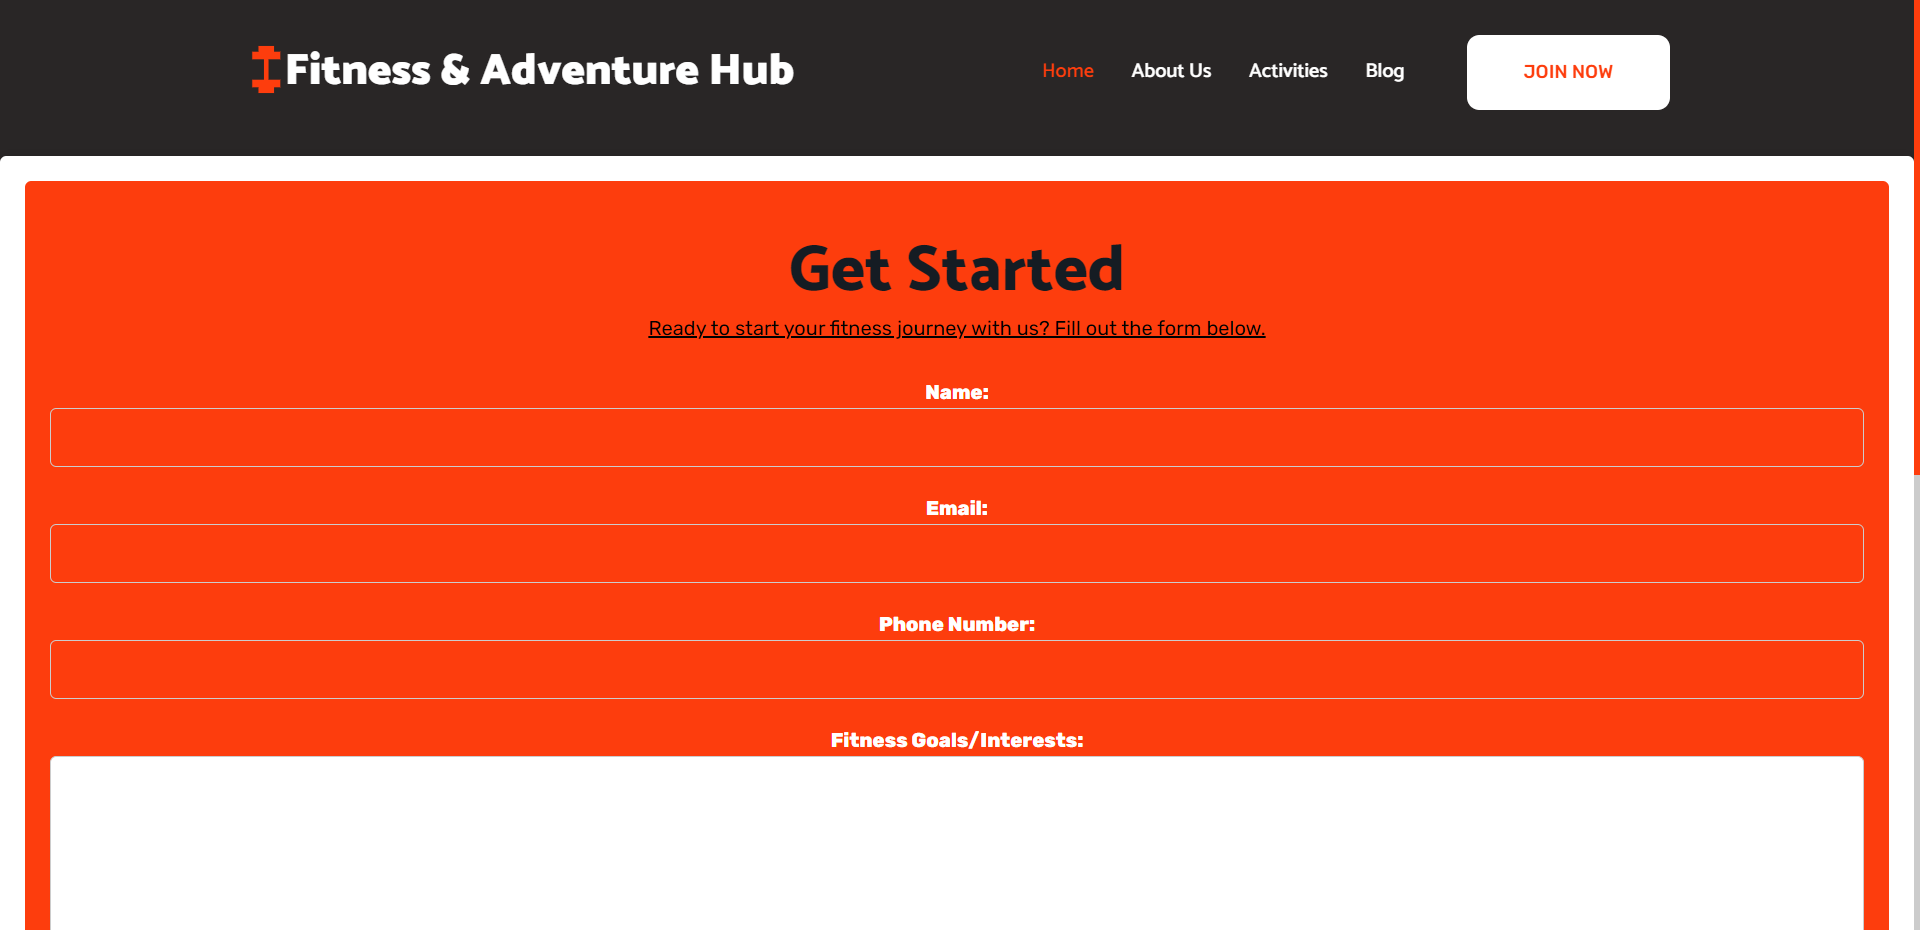 Fitness & Adventure Hub
Home
About Us
Activities
Blog
JOIN NOW
Get Started
Ready to start your fitness journey with us? Fill out the form below.
Name:
Email:
Phone Number:
Fitness Goals/Interests: